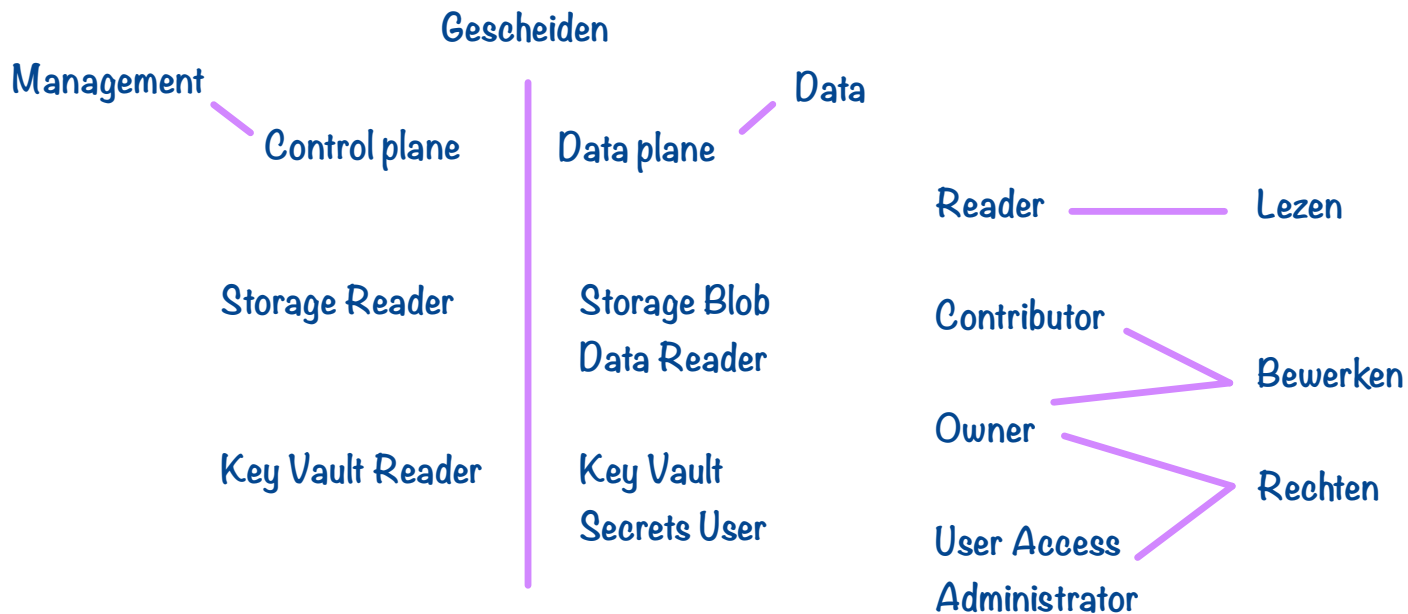 Gescheiden
Management
Data
Control plane
Data plane
Storage Reader
Storage Blob
Data Reader
Key Vault Reader
Key Vault
Secrets User
Reader
Lezen
Contributor
Bewerken
Owner
Rechten
User Access
Administrator